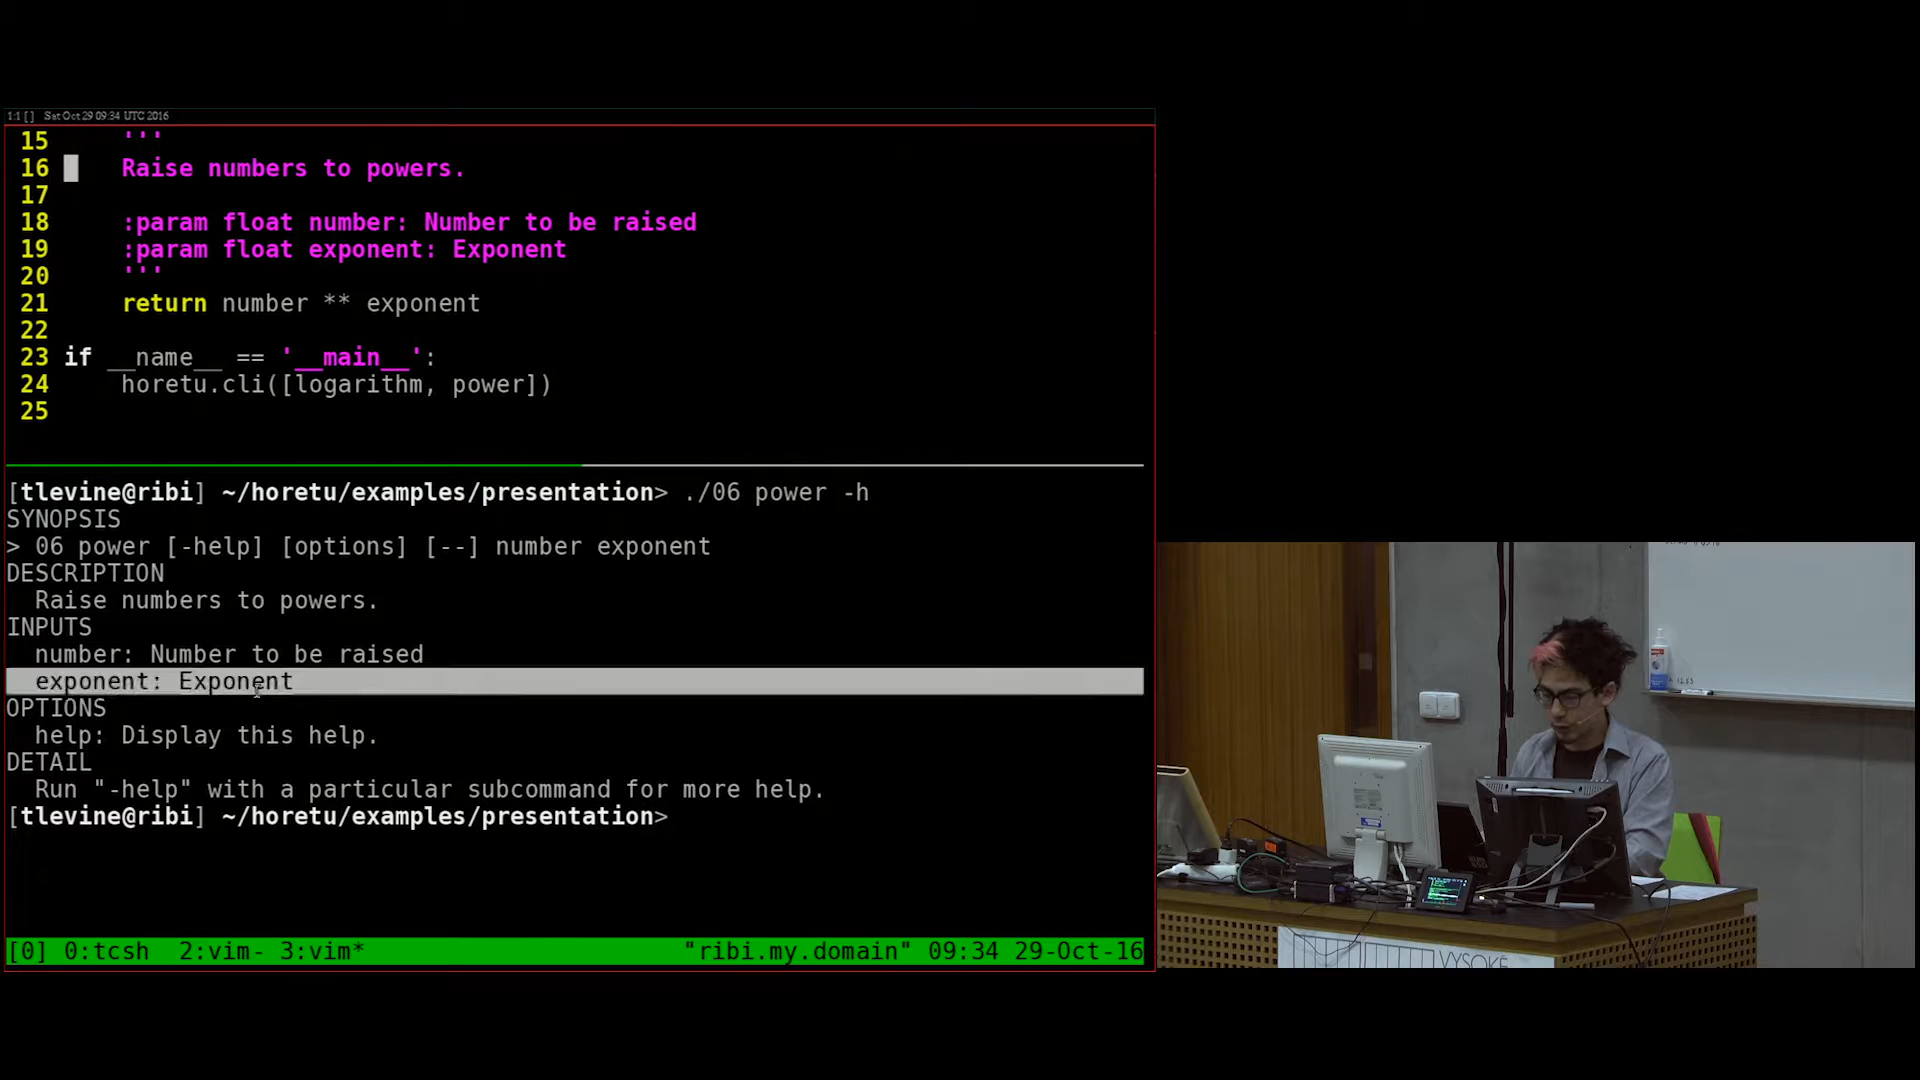 1:1 [ ] Sat Oct 29 09:34 UTC 2016
15     '''
16     Raise numbers to powers.
17
18     :param float number: Number to be raised
19     :param float exponent: Exponent
20     '''
21     return number ** exponent
22
23 if __name__ == '__main__':
24     horetu.cli([logarithm, power])
25
[tlevine@ribi] ~/horetu/examples/presentation> ./06 power -h
SYNOPSIS
> 06 power [-help] [options] [--] number exponent
DESCRIPTION
  Raise numbers to powers.
INPUTS
  number: Number to be raised
  exponent: Exponent
OPTIONS
  help: Display this help.
DETAIL
  Run "-help" with a particular subcommand for more help.
[tlevine@ribi] ~/horetu/examples/presentation>
[0] 0:tcsh  2:vim- 3:vim*  "ribi.my.domain" 09:34 29-Oct-16
VYSOKÉ